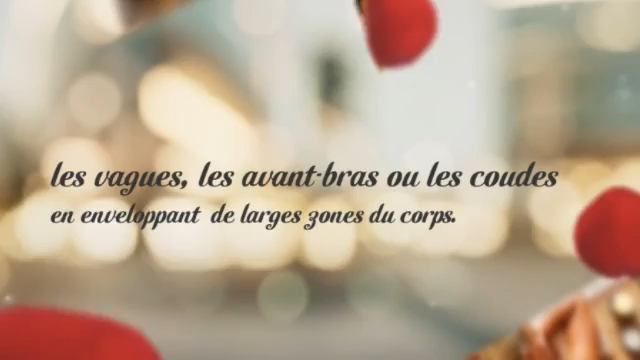 les vagues, les avant-bras ou les coudes
en enveloppant de larges zones du corps.